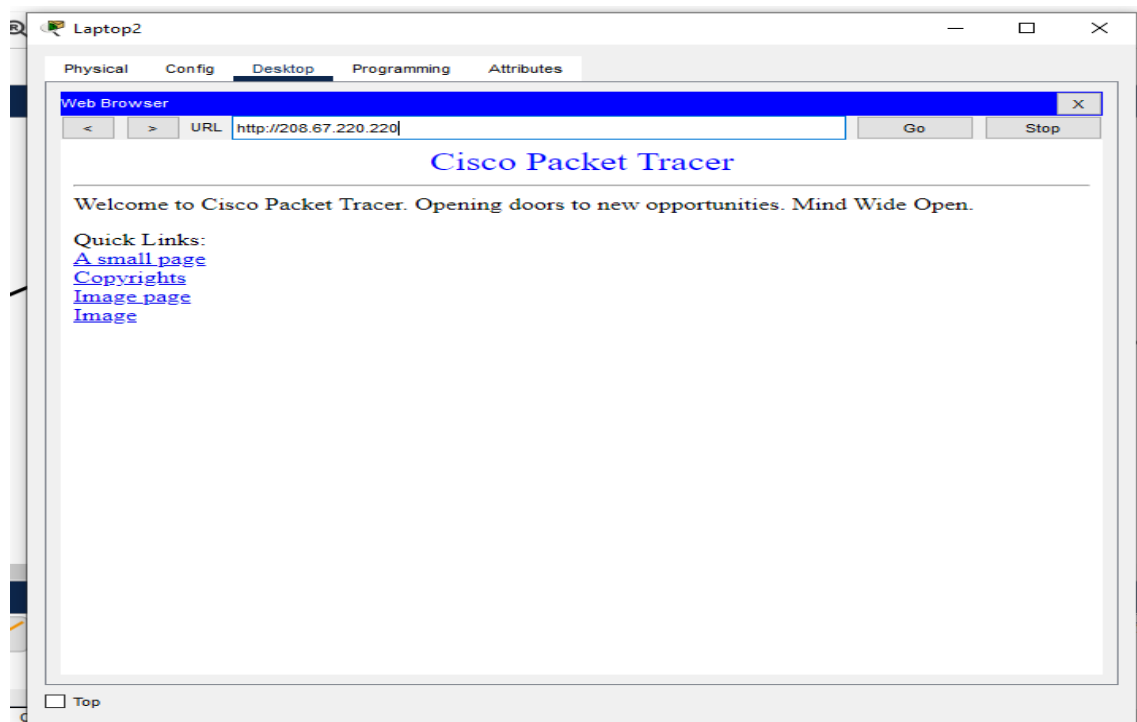 Laptop2
Physical Config Desktop Programming Attributes
Web Browser X
< > URL http://208.67.220.220 Go Stop
Cisco Packet Tracer
Welcome to Cisco Packet Tracer. Opening doors to new opportunities. Mind Wide Open.
Quick Links:
A small page
Copyrights
Image page
Image
Top